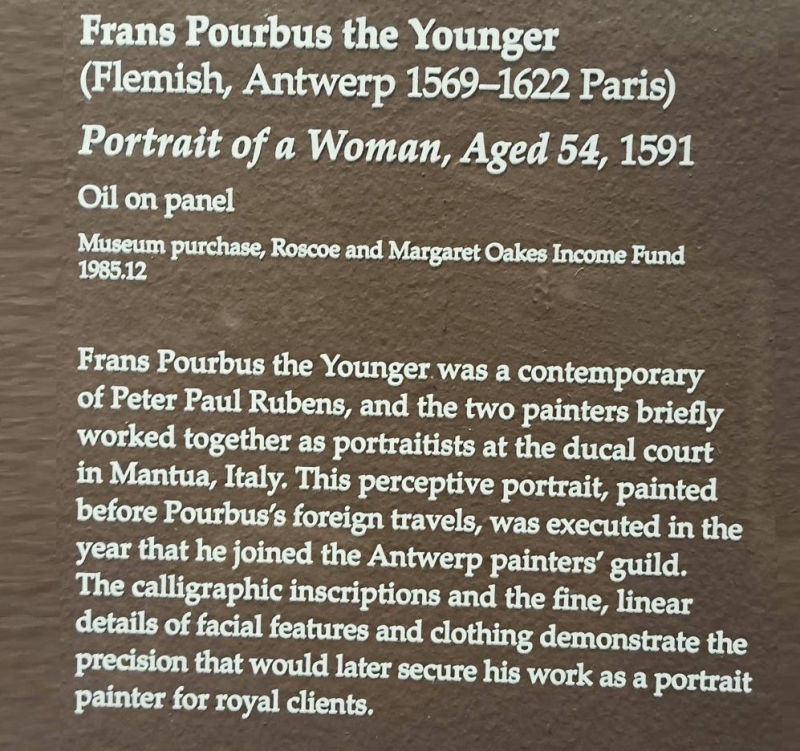 Frans Pourbus the Younger
(Flemish, Antwerp 1569–1622 Paris)
Portrait of a Woman, Aged 54, 1591
Oil on panel
Museum purchase, Roscoe and Margaret Oakes Income Fund
1985.12
Frans Pourbus the Younger was a contemporary
of Peter Paul Rubens, and the two painters briefly
worked together as portraitists at the ducal court
in Mantua, Italy. This perceptive portrait, painted
before Pourbus’s foreign travels, was executed in the
year that he joined the Antwerp painters’ guild.
The calligraphic inscriptions and the fine, linear
details of facial features and clothing demonstrate the
precision that would later secure his work as a portrait
painter for royal clients.